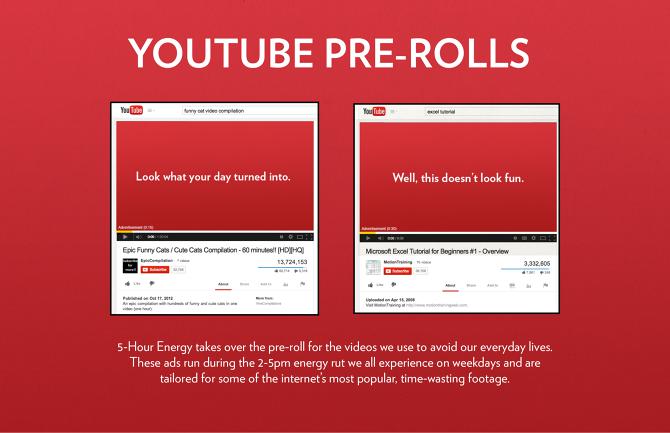 YOUTUBE PRE-ROLLS
YouTube
funny cat video compilation
Look what your day turned into.
Advertisement (0:15)
Epic Funny Cats / Cute Cats Compilation - 60 minutes!! [HD][HQ]
EpicCompilation
Subscribe
13,724,153
Like
About
Share
Add to
Published on Oct 17, 2012
An epic compilation with hundreds of funny and cute cats in one
video (one hour).
YouTube
excel tutorial
Well, this doesn't look fun.
Advertisement (0:30)
Microsoft Excel Tutorial for Beginners #1 - Overview
MotionTraining
Subscribe
3,332,605
Like
About
Share
Add to
Uploaded on Apr 15, 2008
Visit MotionTraining at http://www.motiontraining.com
5-Hour Energy takes over the pre-roll for the videos we use to avoid our everyday lives.
These ads run during the 2-5pm energy rut we all experience on weekdays and are
tailored for some of the internet's most popular, time-wasting footage.